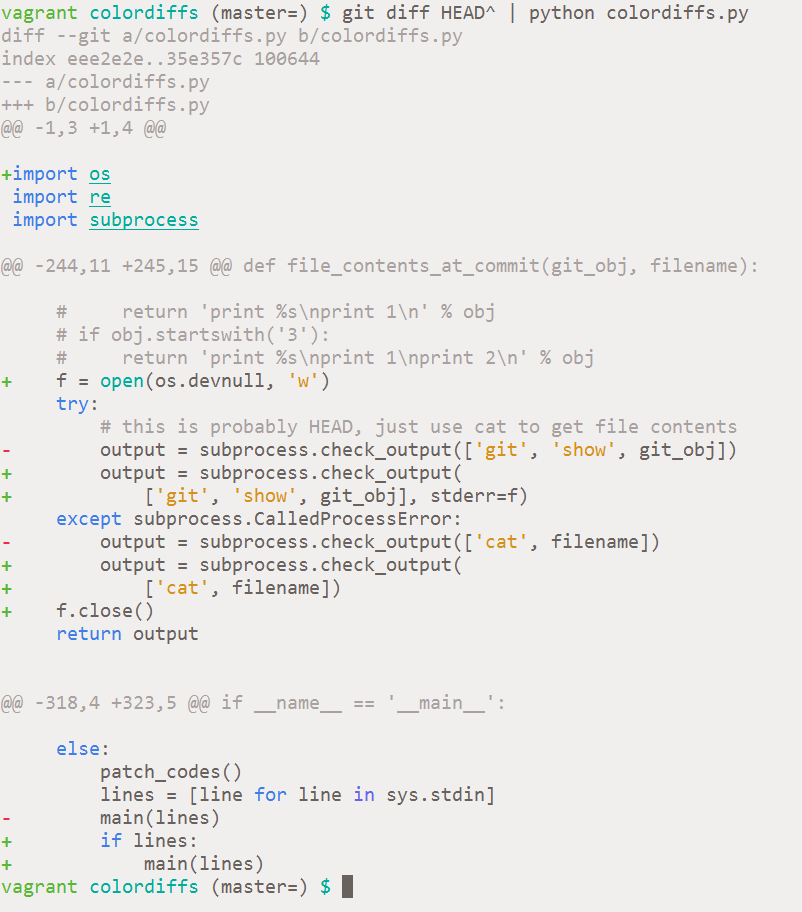 vagrant colordiffs (master=) $ git diff HEAD^ | python colordiffs.py
diff --git a/colordiffs.py b/colordiffs.py
index eee2e2e..35e357c 100644
--- a/colordiffs.py
+++ b/colordiffs.py
@@ -1,3 +1,4 @@

+import os
 import re
 import subprocess

@@ -244,11 +245,15 @@ def file_contents_at_commit(git_obj, filename):

     #     return 'print %s\nprint 1\n' % obj
     # if obj.startswith('3'):
     #     return 'print %s\nprint 1\nprint 2\n' % obj
+    f = open(os.devnull, 'w')
     try:
         # this is probably HEAD, just use cat to get file contents
-        output = subprocess.check_output(['git', 'show', git_obj])
+        output = subprocess.check_output(
+            ['git', 'show', git_obj], stderr=f)
     except subprocess.CalledProcessError:
-        output = subprocess.check_output(['cat', filename])
+        output = subprocess.check_output(
+            ['cat', filename])
+    f.close()
     return output


@@ -318,4 +323,5 @@ if __name__ == '__main__':

     else:
         patch_codes()
         lines = [line for line in sys.stdin]
-        main(lines)
+        if lines:
+            main(lines)
vagrant colordiffs (master=) $